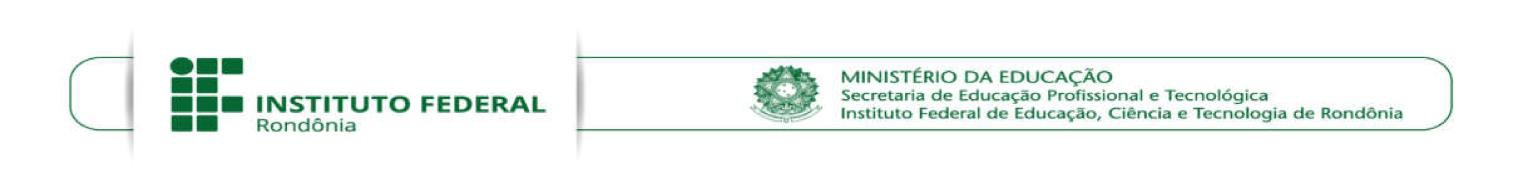 INSTITUTO FEDERAL
Rondônia
MINISTÉRIO DA EDUCAÇÃO
Secretaria de Educação Profissional e Tecnológica
Instituto Federal de Educação, Ciência e Tecnologia de Rondônia